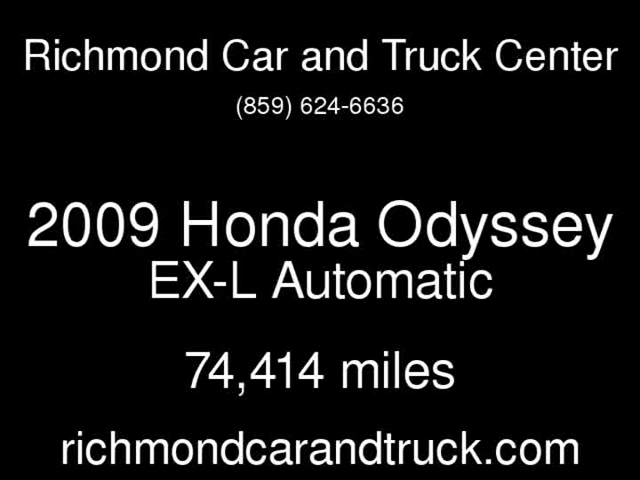 Richmond Car and Truck Center
(859) 624-6636
2009 Honda Odyssey
EX-L Automatic
74,414 miles
richmondcarandtruck.com